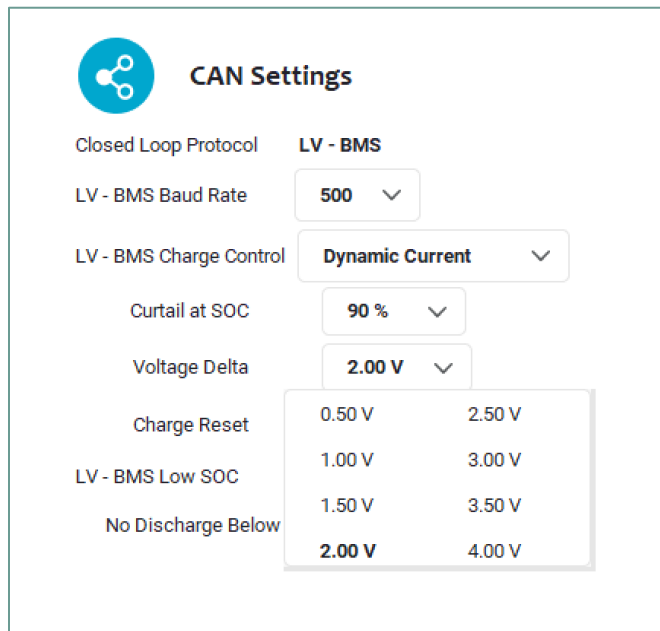 CAN Settings
Closed Loop Protocol LV - BMS
LV - BMS Baud Rate 500
LV - BMS Charge Control Dynamic Current
Curtail at SOC 90 %
Voltage Delta 2.00 V
Charge Reset
0.50 V 2.50 V
1.00 V 3.00 V
LV - BMS Low SOC
1.50 V 3.50 V
No Discharge Below
2.00 V 4.00 V